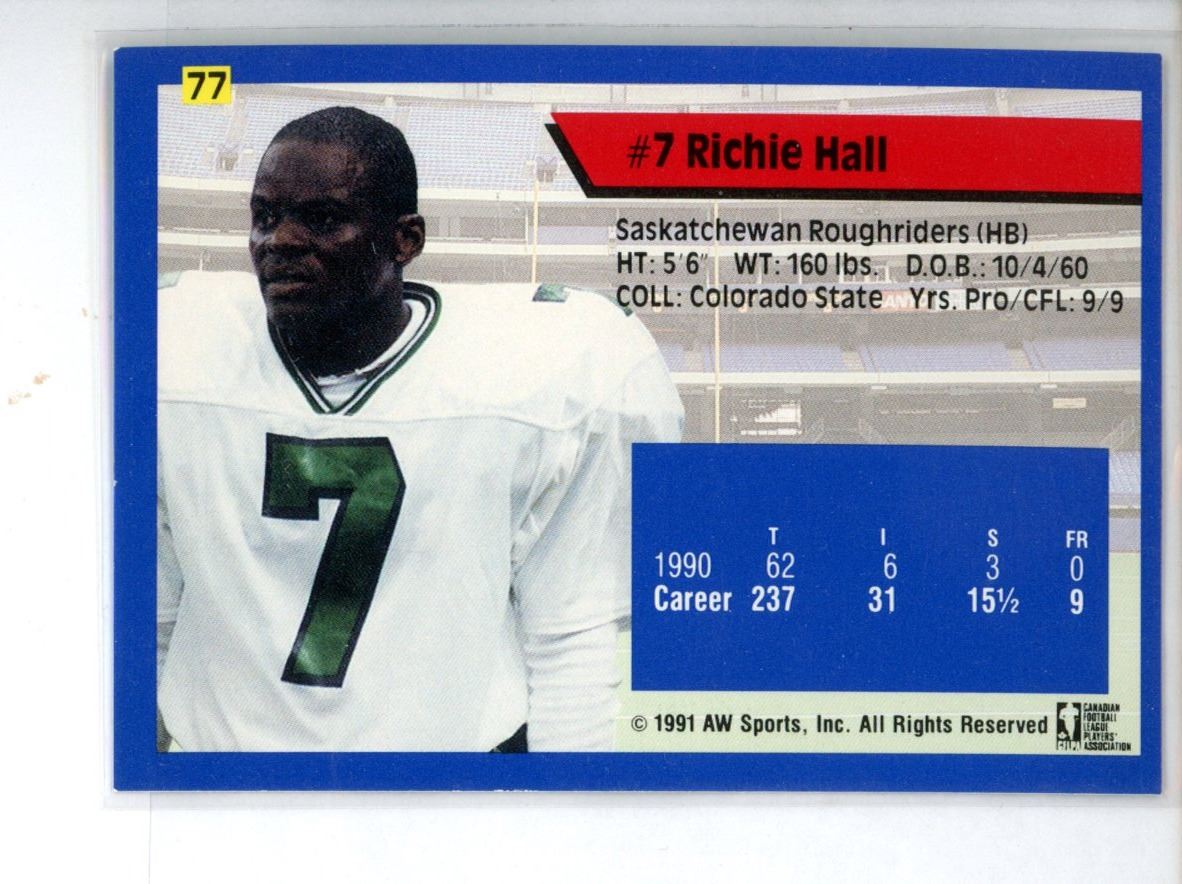 77
#7 Richie Hall
Saskatchewan Roughriders (HB)
HT: 5'6" WT: 160 lbs. D.O.B.: 10/4/60
COLL: Colorado State Yrs. Pro/CFL: 9/9
7
T I S FR
1990 62 6 3 0
Career 237 31 15½ 9
© 1991 AW Sports, Inc. All Rights Reserved
CANADIAN
FOOTBALL
LEAGUE
PLAYERS'
ASSOCIATION